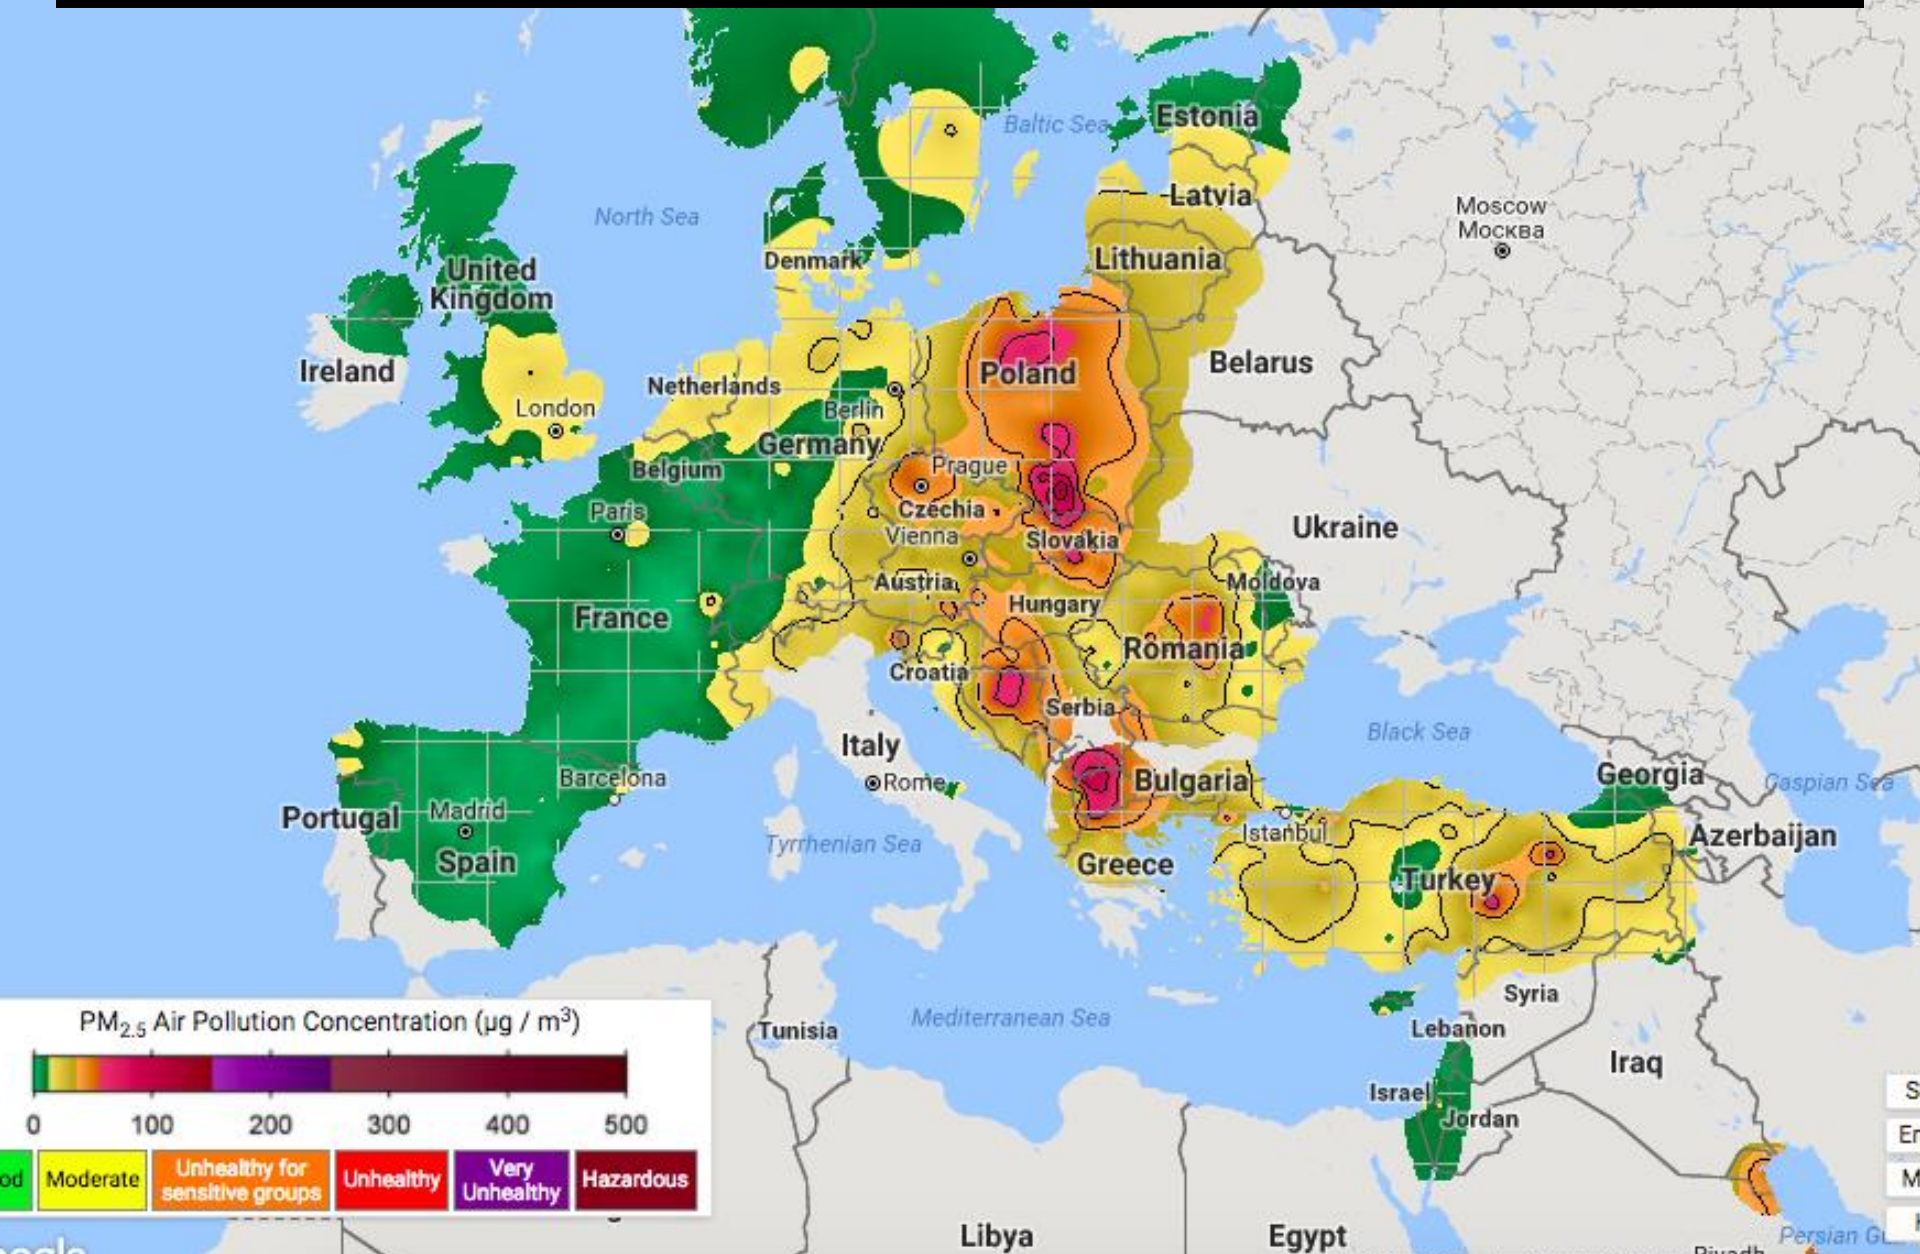 Baltic Sea
Estonia
Latvia
Moscow
Москва
North Sea
Denmark
Lithuania
United
Kingdom
Ireland
Poland
Belarus
Netherlands
London
Berlin
Germany
Belgium
Prague
Paris
Czechia
Vienna
Slovakia
Ukraine
Austria
Moldova
Hungary
France
Romania
Croatia
Serbia
Black Sea
Italy
Rome
Bulgaria
Georgia
Caspian Sea
Barcelona
Portugal
Madrid
Spain
Istanbul
Azerbaijan
Tyrrhenian Sea
Greece
Turkey
Syria
Mediterranean Sea
Tunisia
Lebanon
Iraq
Israel
Jordan
PM2.5 Air Pollution Concentration (µg / m³)
0 100 200 300 400 500
od
Moderate
Unhealthy for
sensitive groups
Unhealthy
Very
Unhealthy
Hazardous
S
Er
M
Libya
Egypt
Persian Gu